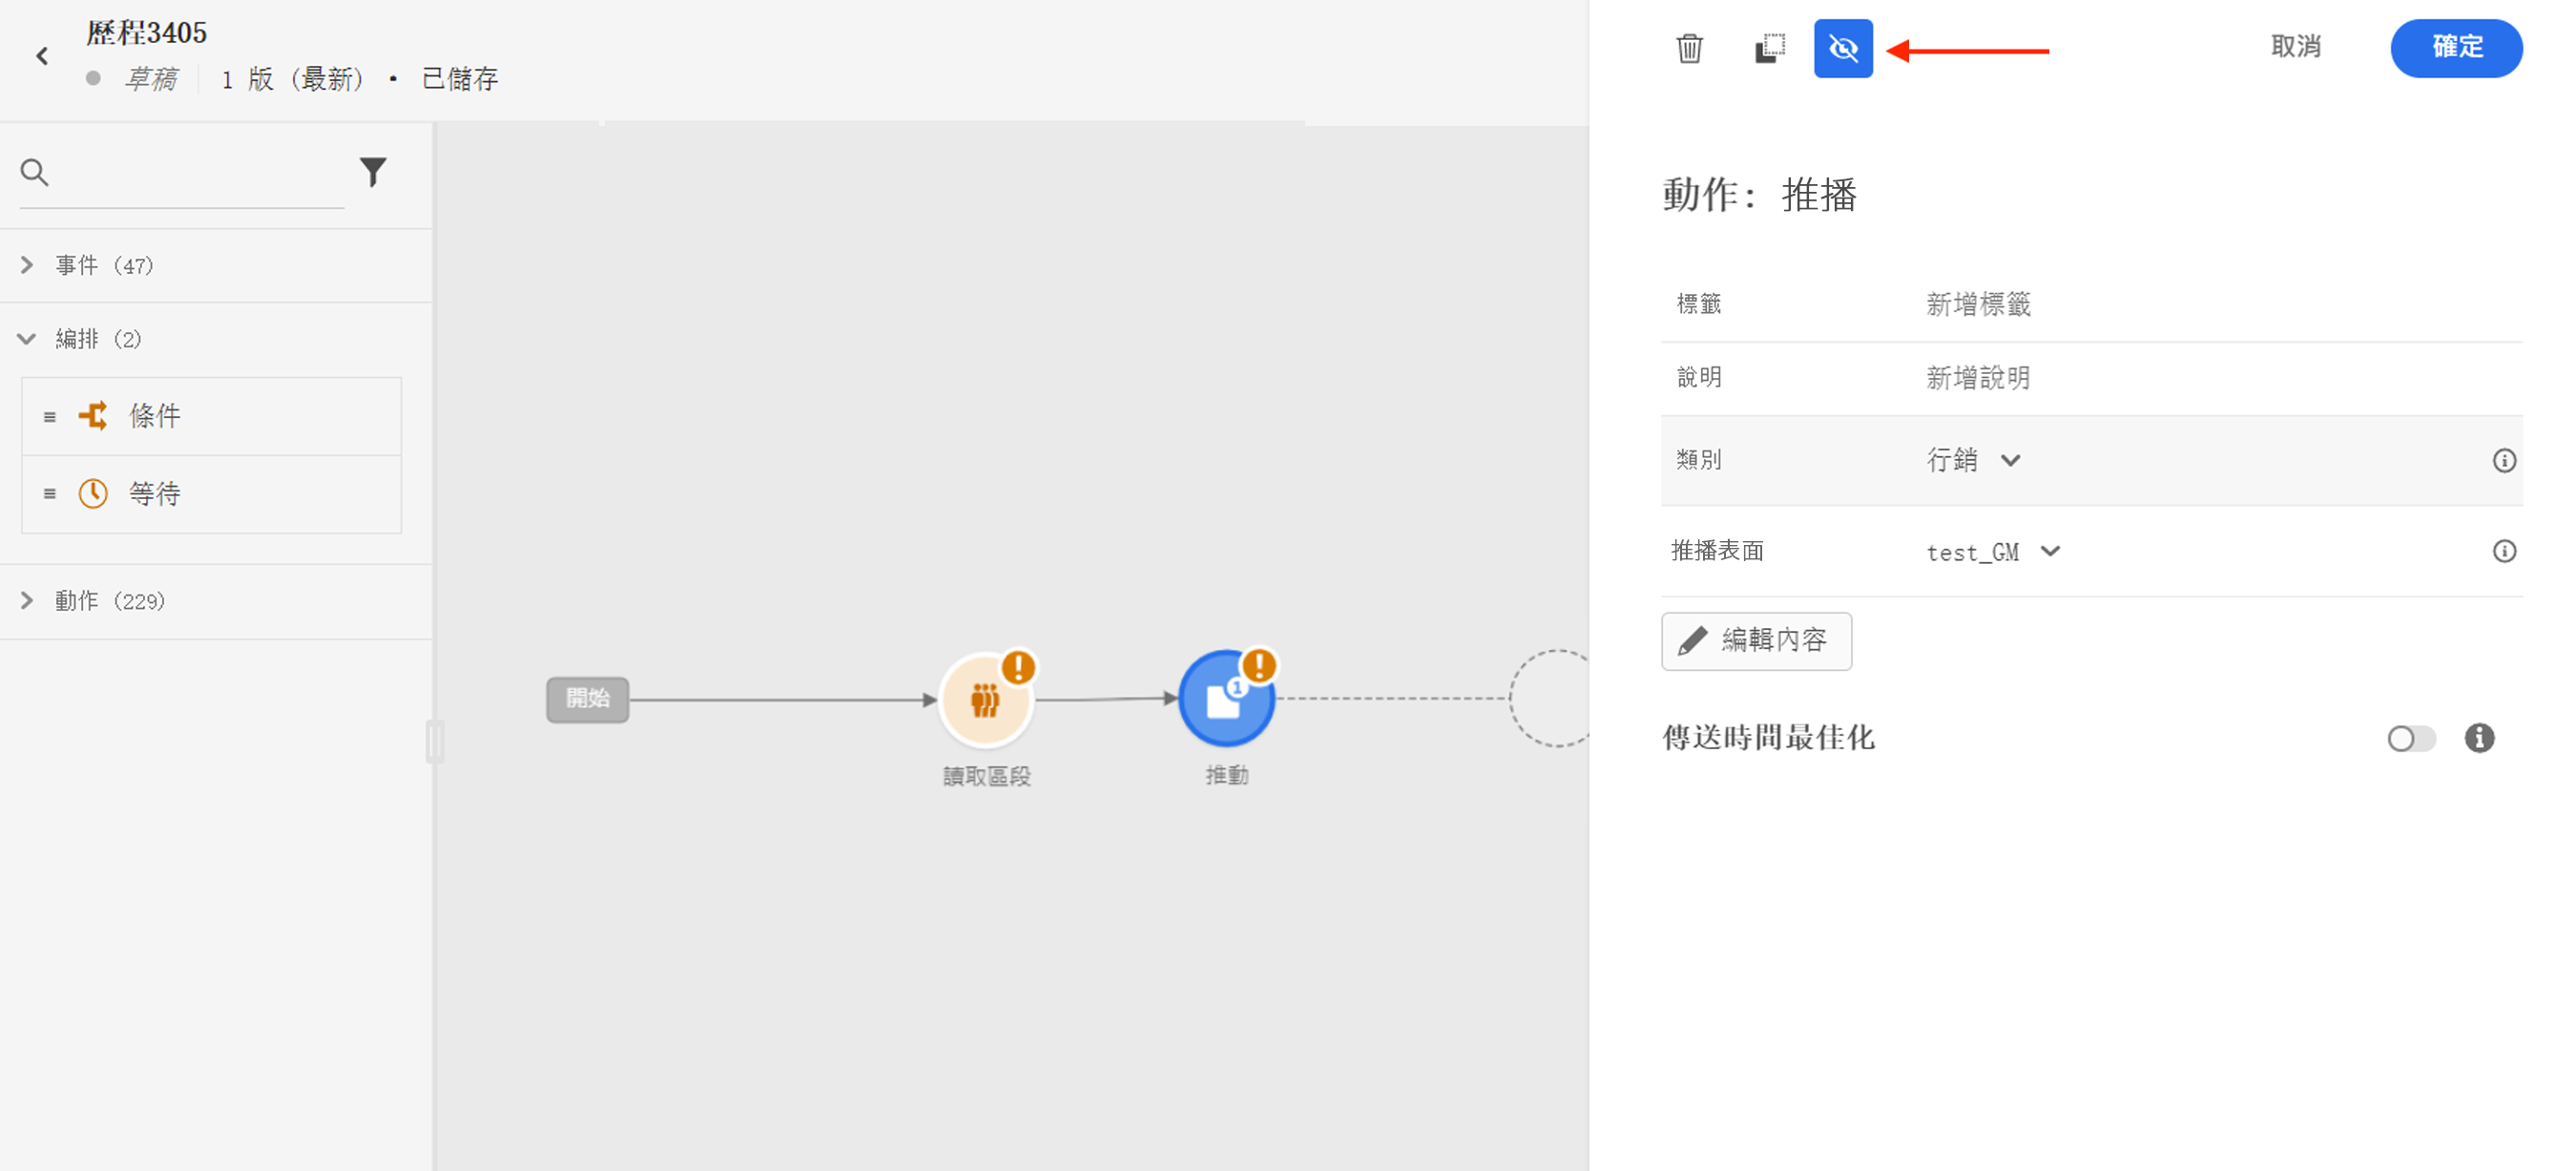 歷程3405
草稿 1 版 (最新) • 已儲存
事件 (47)
編排 (2)
條件
等待
動作 (229)
開始
讀取區段
1
推動
取消
確定
動作: 推播
標籤 新增標籤
說明 新增說明
類別 行銷
推播表面 test_GM
編輯內容
傳送時間最佳化